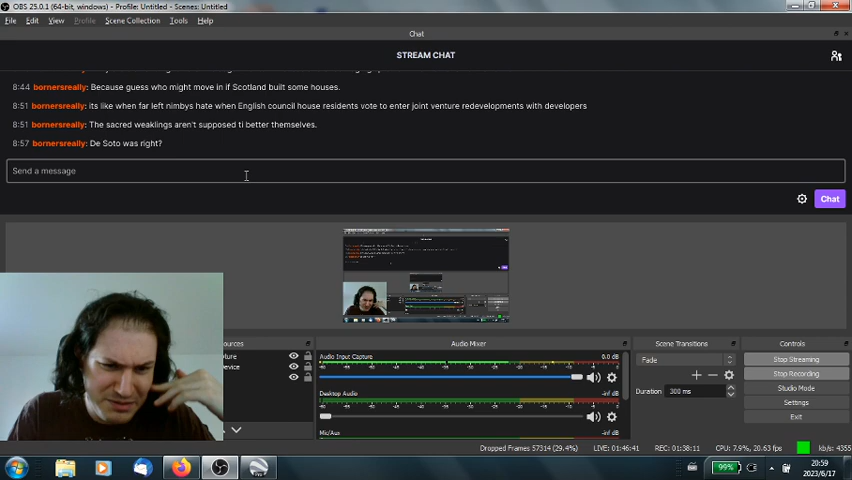 OBS 25.0.1 (64-bit, windows) - Profile: Untitled - Scenes: Untitled
File Edit View Profile Scene Collection Tools Help
Chat
STREAM CHAT
8:44 bornersreally: Because guess who might move in if Scotland built some houses.
8:51 bornersreally: its like when far left nimbys hate when English council house residents vote to enter joint venture redevelopments with developers
8:51 bornersreally: The sacred weaklings aren't supposed ti better themselves.
8:57 bornersreally: De Soto was right?
Send a message
Chat
Audio Mixer
Scene Transitions
Controls
Audio Input Capture 0.0 dB
Fade
Stop Streaming
Stop Recording
Desktop Audio -inf dB
Duration 300 ms
Studio Mode
Settings
Exit
Mic/Aux -inf dB
Dropped Frames 57314 (29.4%) LIVE: 01:46:41 REC: 01:38:11 CPU: 7.9%, 20.63 fps kb/s: 4355
99%
20:59
2023/6/17